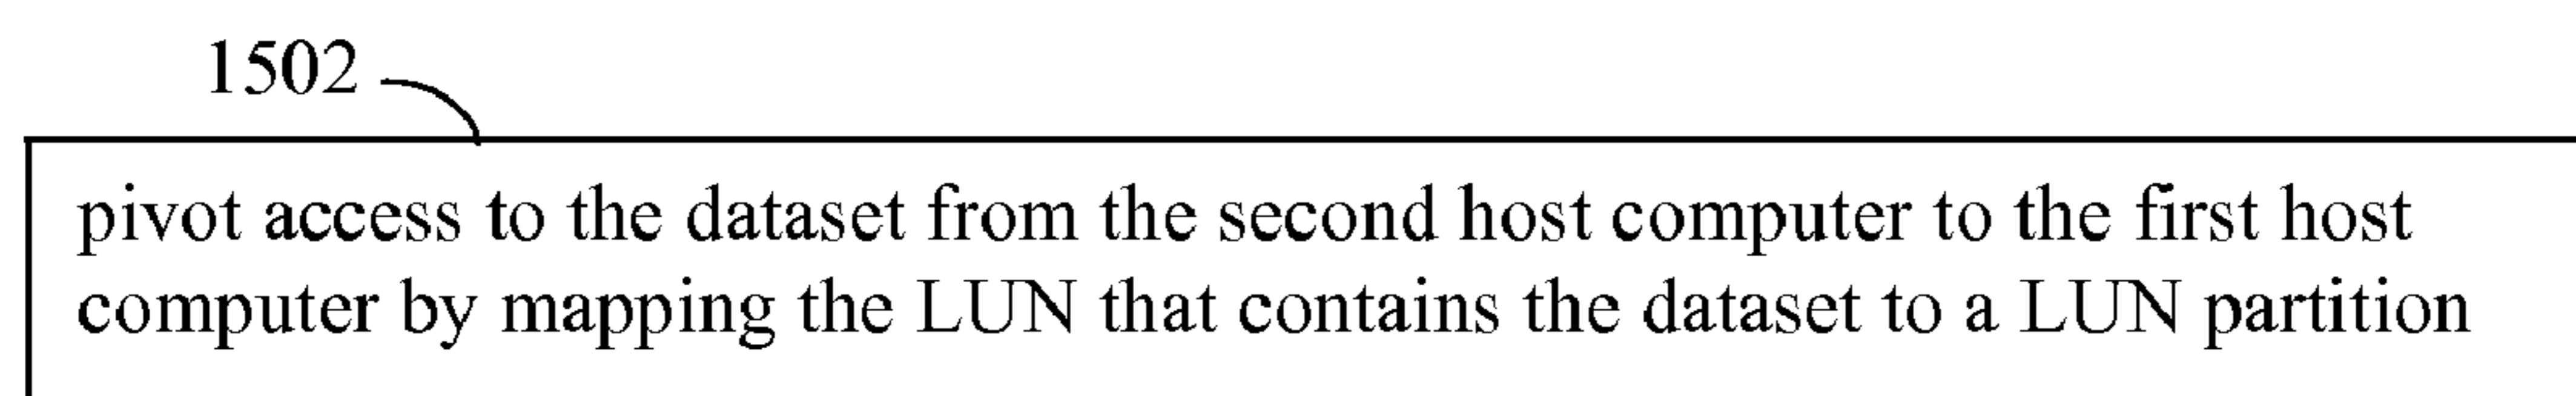 1502
pivot access to the dataset from the second host computer to the first host
computer by mapping the LUN that contains the dataset to a LUN partition